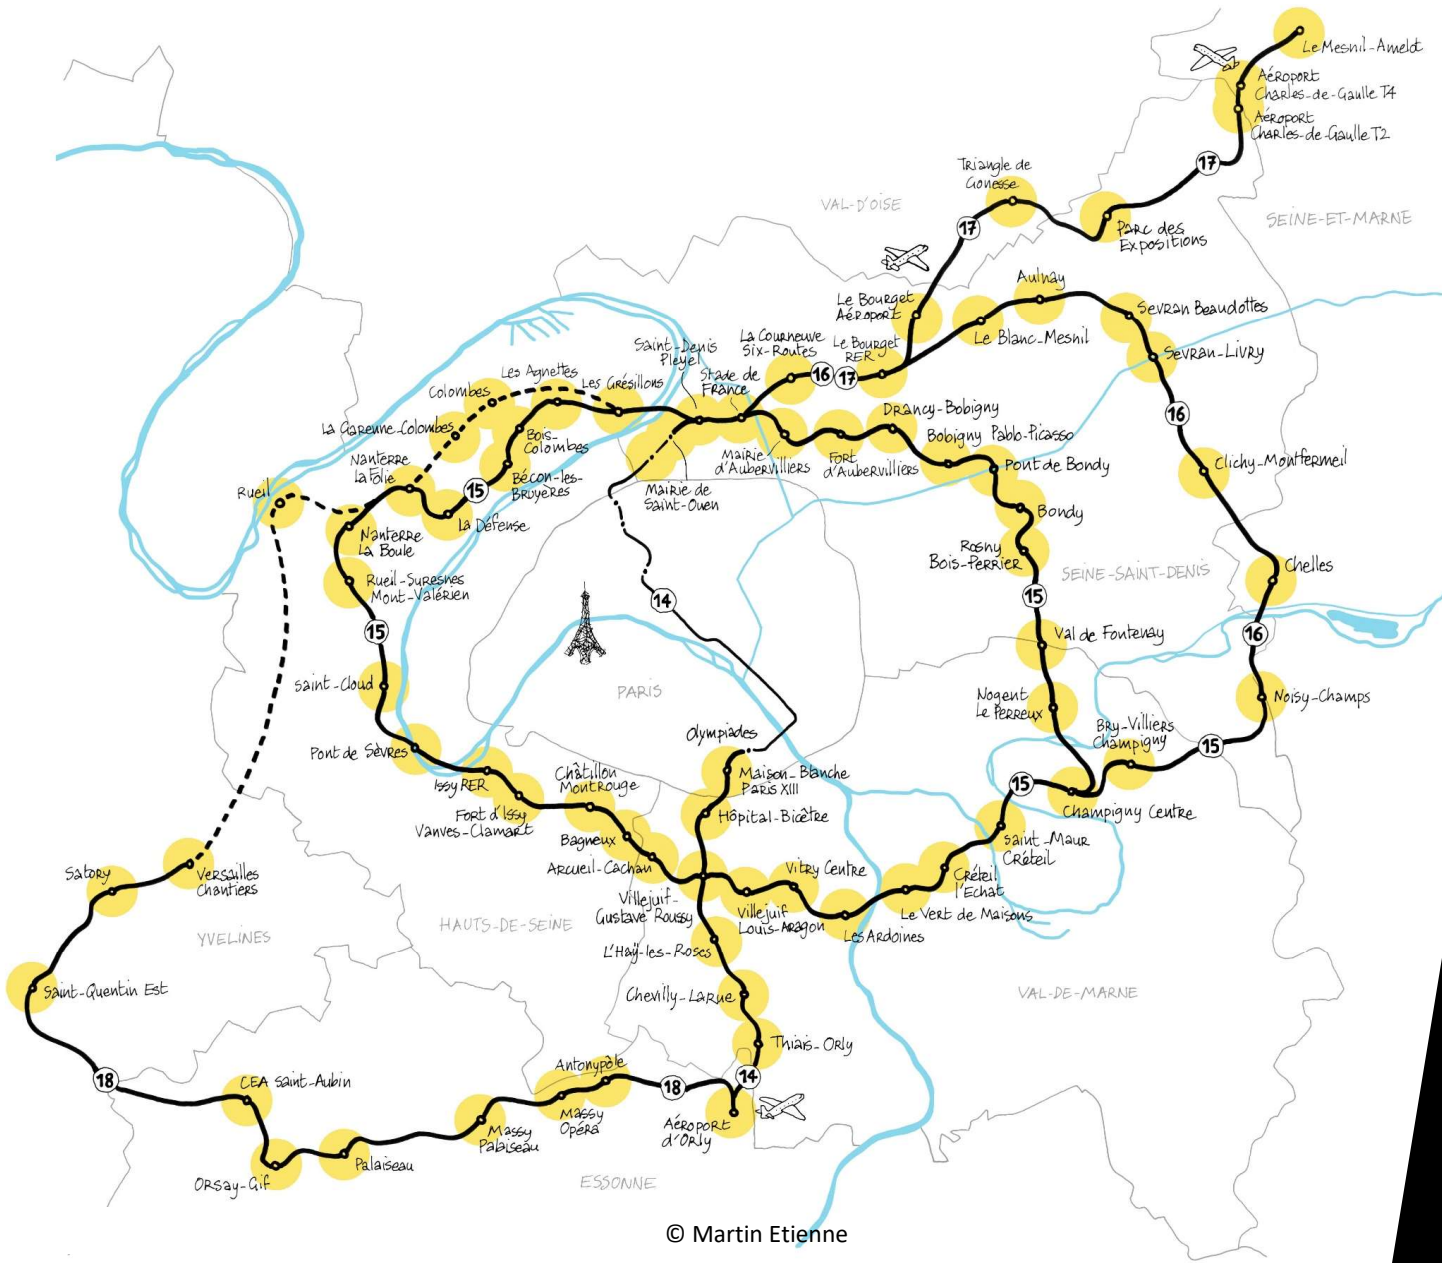 Le Mesnil-Amelot
Aéroport
Charles-de-Gaulle T4
Aéroport
Charles-de-Gaulle T2
17
Triangle de
Gonesse
VAL-D'OISE
SEINE-ET-MARNE
17
Parc des
Expositions
Aulnay
Le Bourget
Aéroport
Sevran Beaudottes
Le Blanc-Mesnil
La Courneuve
Six-Routes
Le Bourget
RER
Saint-Denis
Pleyel
Sevran-Livry
Stade de
France
16
17
Les Agnettes
Les Grésillons
Colombes
16
La Garenne-Colombes
Bois-
Colombes
Drancy-Bobigny
Bobigny Pablo-Picasso
Mairie
d'Aubervilliers
Fort
d'Aubervilliers
Pont de Bondy
Clichy-Montfermeil
Nanterre
La Folie
Bécon-les-
Bruyeres
15
Rueil
Mairie de
Saint-Ouen
La Défense
Bondy
Nanterre
La Boule
Rosny
Bois-Perrier
SEINE-SAINT-DENIS
Chelles
Rueil-Suresnes
Mont-Valérien
14
15
15
Val de Fontenay
16
Saint-Cloud
PARIS
Nogent
Le Perreux
Noisy-Champs
Bry-Villiers
Champigny
Olympiades
Pont de Sèvres
15
Issy RER
Châtillon
Montrouge
Maison-Blanche
Paris XIII
15
Fort d'Issy
Vanves-Clamart
Hôpital-Bicêtre
Champigny Centre
Bagneux
Saint-Maur
Créteil
Arcueil-Cachan
Satory
Versailles
Chantiers
Vitry Centre
Créteil
l'Echat
Villejuif-
Gustave Roussy
Villejuif
Louis-Aragon
Le Vert de Maisons
HAUTS-DE-SEINE
YVELINES
Les Ardoines
L'Haÿ-les-Roses
Saint-Quentin Est
Chevilly-Larue
VAL-DE-MARNE
Thiais-Orly
Antonypôle
18
CEA Saint-Aubin
18
14
Massy
Opéra
Aéroport
d'Orly
Massy
Palaiseau
Palaiseau
Orsay-Gif
ESSONNE
© Martin Etienne